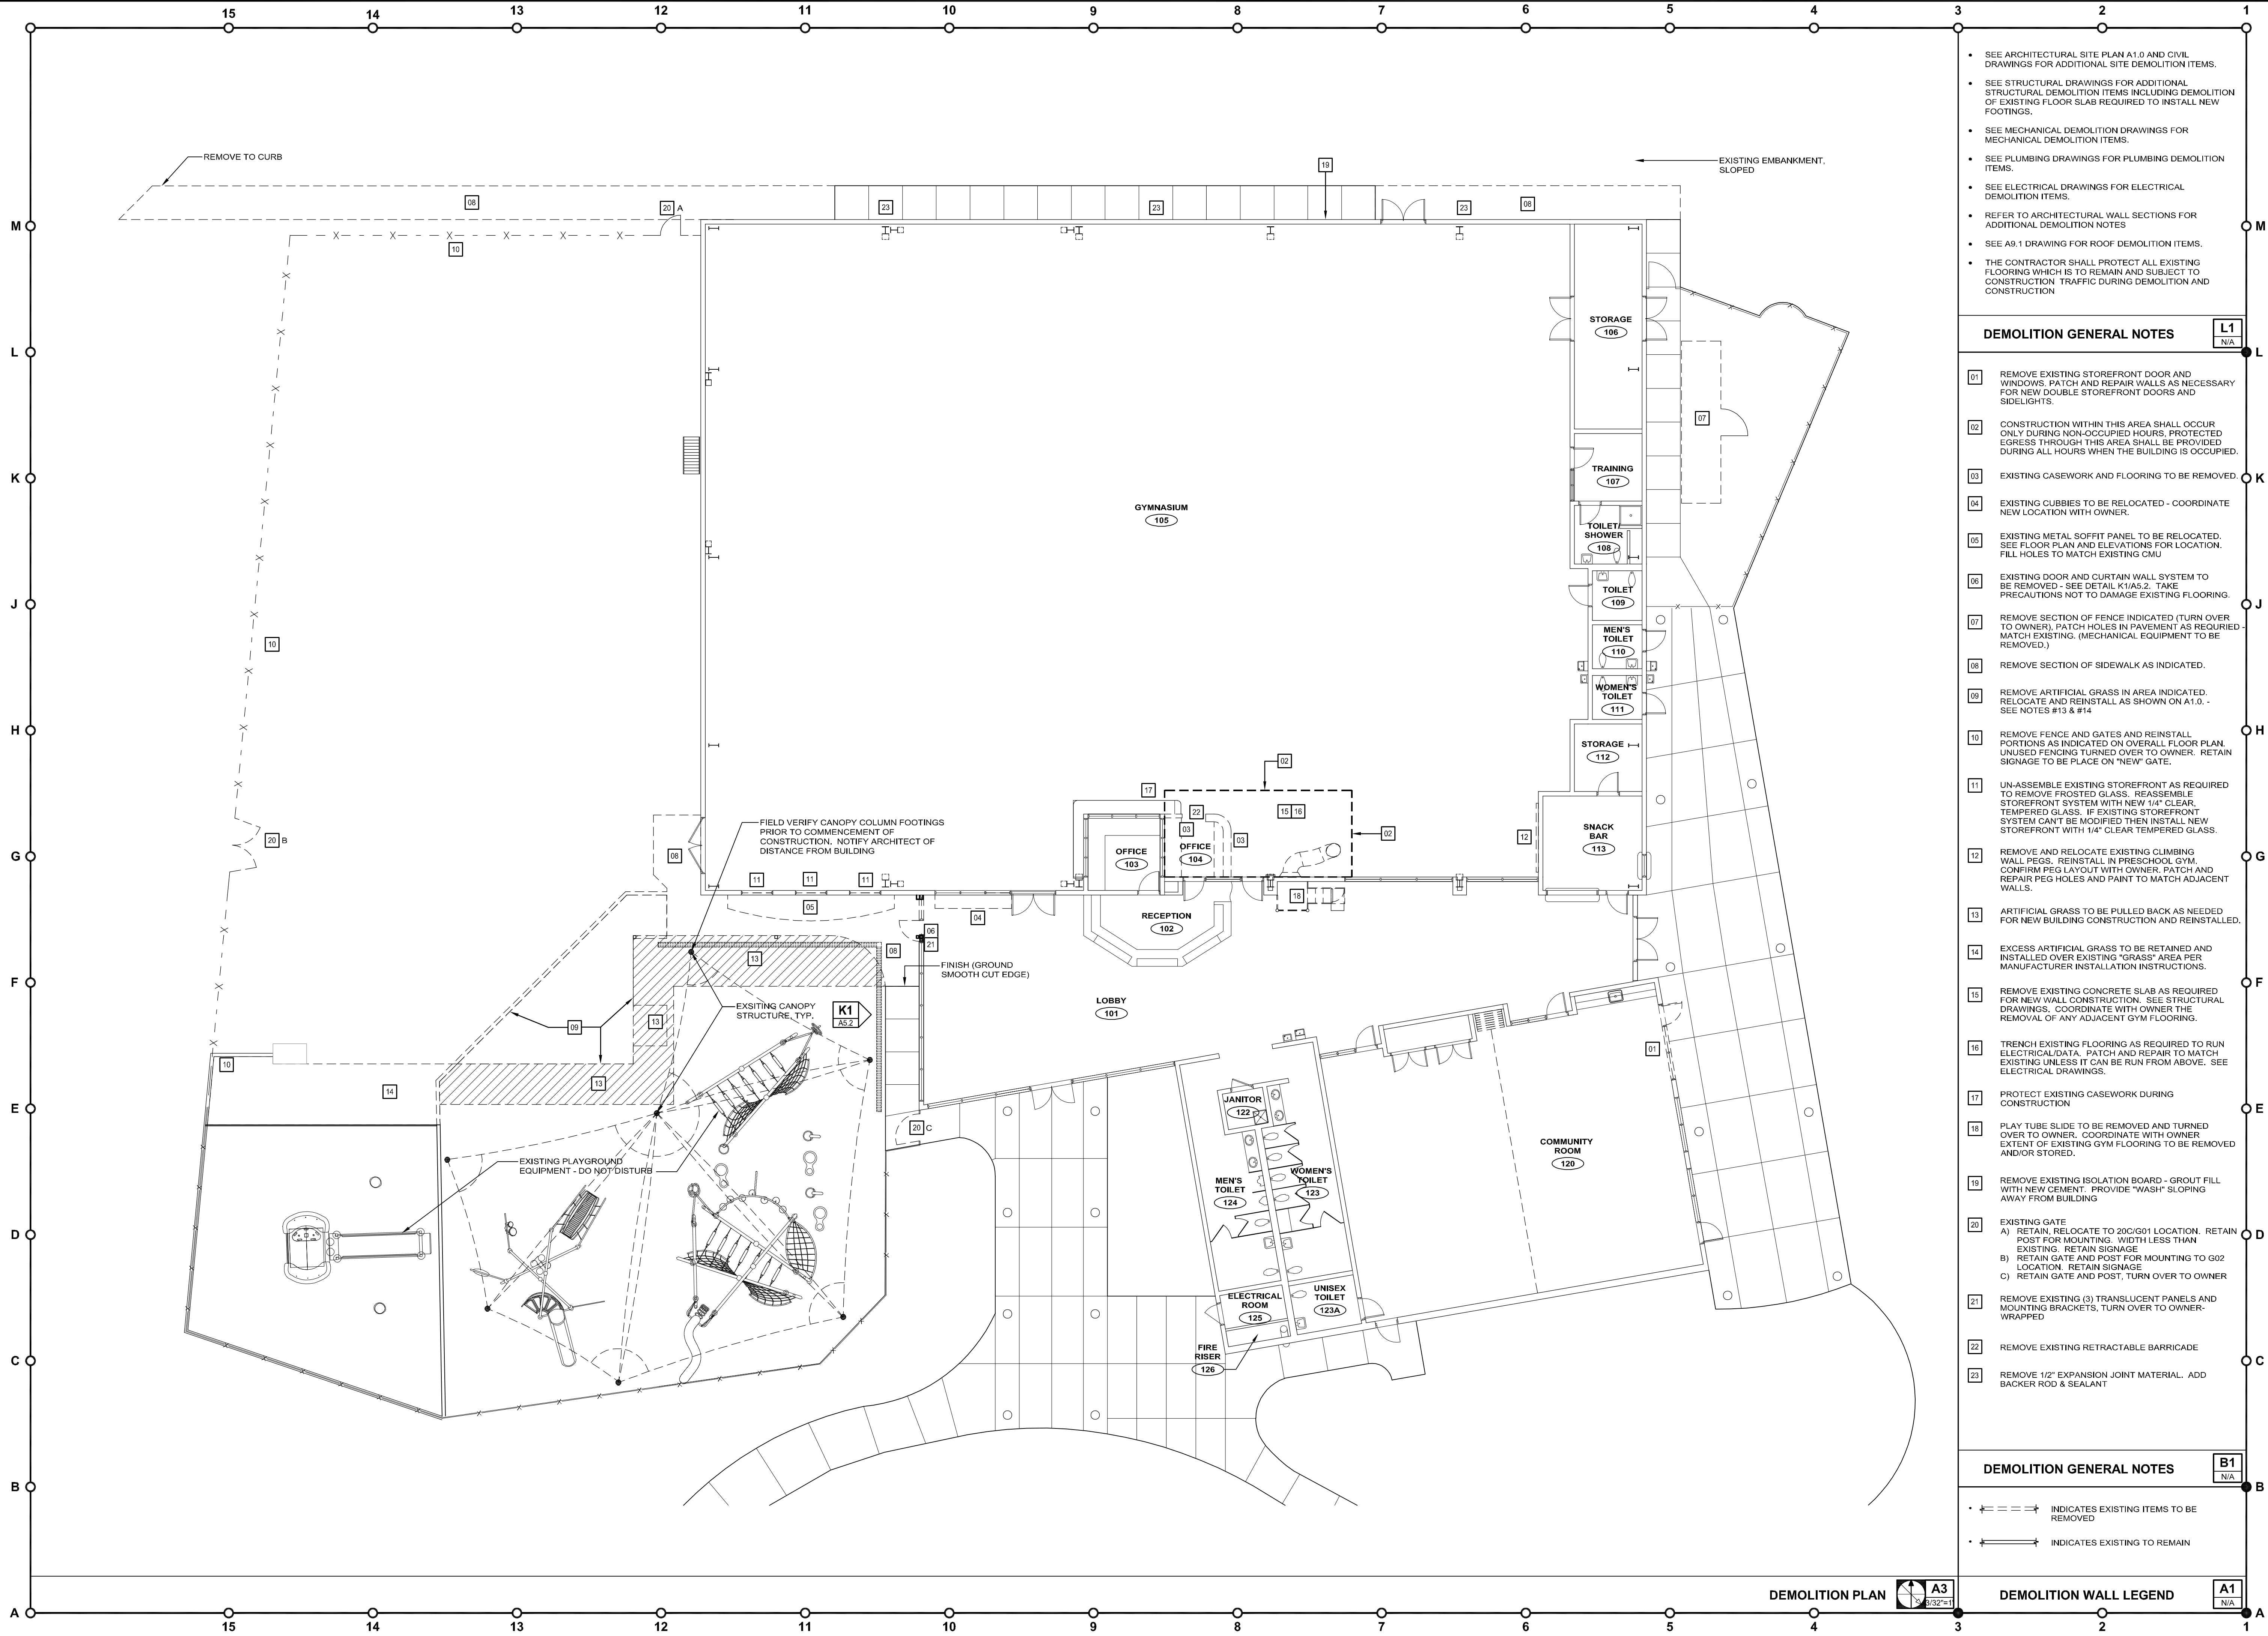 15 14 13 12 11 10 9 8 7 6 5 4 3 2 1
REMOVE TO CURB
EXISTING EMBANKMENT,
SLOPED
19
08
20 A
23
23
23
08
M
M
10
STORAGE
106
L
07
TRAINING
107
K
K
GYMNASIUM
105
TOILET/
SHOWER
108
TOILET
109
J
J
MEN'S
TOILET
110
10
WOMEN'S
TOILET
111
H
H
STORAGE
112
02
17
15 16
22
FIELD VERIFY CANOPY COLUMN FOOTINGS
PRIOR TO COMMENCEMENT OF
CONSTRUCTION. NOTIFY ARCHITECT OF
DISTANCE FROM BUILDING
03
03
02
12
SNACK
BAR
113
20 B
08
OFFICE
103
OFFICE
104
G
G
11
11
11
05
04
18
RECEPTION
102
06
21
08
13
FINISH (GROUND
SMOOTH CUT EDGE)
F
F
EXSITING CANOPY
STRUCTURE, TYP.
K1
A5.2
LOBBY
101
09
13
01
10
13
14
E
E
JANITOR
122
20 C
COMMUNITY
ROOM
120
EXISTING PLAYGROUND
EQUIPMENT - DO NOT DISTURB
MEN'S
TOILET
124
WOMEN'S
TOILET
123
D
D
ELECTRICAL
ROOM
125
UNISEX
TOILET
123A
FIRE
RISER
126
C
C
B
B
• SEE ARCHITECTURAL SITE PLAN A1.0 AND CIVIL
DRAWINGS FOR ADDITIONAL SITE DEMOLITION ITEMS.
• SEE STRUCTURAL DRAWINGS FOR ADDITIONAL
STRUCTURAL DEMOLITION ITEMS INCLUDING DEMOLITION
OF EXISTING FLOOR SLAB REQUIRED TO INSTALL NEW
FOOTINGS.
• SEE MECHANICAL DEMOLITION DRAWINGS FOR
MECHANICAL DEMOLITION ITEMS.
• SEE PLUMBING DRAWINGS FOR PLUMBING DEMOLITION
ITEMS.
• SEE ELECTRICAL DRAWINGS FOR ELECTRICAL
DEMOLITION ITEMS.
• REFER TO ARCHITECTURAL WALL SECTIONS FOR
ADDITIONAL DEMOLITION NOTES
• SEE A9.1 DRAWING FOR ROOF DEMOLITION ITEMS.
• THE CONTRACTOR SHALL PROTECT ALL EXISTING
FLOORING WHICH IS TO REMAIN AND SUBJECT TO
CONSTRUCTION TRAFFIC DURING DEMOLITION AND
CONSTRUCTION
DEMOLITION GENERAL NOTES L1
N/A
L
01 REMOVE EXISTING STOREFRONT DOOR AND
WINDOWS. PATCH AND REPAIR WALLS AS NECESSARY
FOR NEW DOUBLE STOREFRONT DOORS AND
SIDELIGHTS.
02 CONSTRUCTION WITHIN THIS AREA SHALL OCCUR
ONLY DURING NON-OCCUPIED HOURS, PROTECTED
EGRESS THROUGH THIS AREA SHALL BE PROVIDED
DURING ALL HOURS WHEN THE BUILDING IS OCCUPIED.
03 EXISTING CASEWORK AND FLOORING TO BE REMOVED.
04 EXISTING CUBBIES TO BE RELOCATED - COORDINATE
NEW LOCATION WITH OWNER.
05 EXISTING METAL SOFFIT PANEL TO BE RELOCATED.
SEE FLOOR PLAN AND ELEVATIONS FOR LOCATION.
FILL HOLES TO MATCH EXISTING CMU
06 EXISTING DOOR AND CURTAIN WALL SYSTEM TO
BE REMOVED - SEE DETAIL K1/A5.2. TAKE
PRECAUTIONS NOT TO DAMAGE EXISTING FLOORING.
07 REMOVE SECTION OF FENCE INDICATED (TURN OVER
TO OWNER), PATCH HOLES IN PAVEMENT AS REQURIED -
MATCH EXISTING. (MECHANICAL EQUIPMENT TO BE
REMOVED.)
08 REMOVE SECTION OF SIDEWALK AS INDICATED.
09 REMOVE ARTIFICIAL GRASS IN AREA INDICATED.
RELOCATE AND REINSTALL AS SHOWN ON A1.0. -
SEE NOTES #13 & #14
10 REMOVE FENCE AND GATES AND REINSTALL
PORTIONS AS INDICATED ON OVERALL FLOOR PLAN.
UNUSED FENCING TURNED OVER TO OWNER. RETAIN
SIGNAGE TO BE PLACE ON "NEW" GATE.
11 UN-ASSEMBLE EXISTING STOREFRONT AS REQUIRED
TO REMOVE FROSTED GLASS. REASSEMBLE
STOREFRONT SYSTEM WITH NEW 1/4" CLEAR,
TEMPERED GLASS. IF EXISTING STOREFRONT
SYSTEM CAN'T BE MODIFIED THEN INSTALL NEW
STOREFRONT WITH 1/4" CLEAR TEMPERED GLASS.
12 REMOVE AND RELOCATE EXISTING CLIMBING
WALL PEGS. REINSTALL IN PRESCHOOL GYM.
CONFIRM PEG LAYOUT WITH OWNER. PATCH AND
REPAIR PEG HOLES AND PAINT TO MATCH ADJACENT
WALLS.
13 ARTIFICIAL GRASS TO BE PULLED BACK AS NEEDED
FOR NEW BUILDING CONSTRUCTION AND REINSTALLED.
14 EXCESS ARTIFICIAL GRASS TO BE RETAINED AND
INSTALLED OVER EXISTING "GRASS" AREA PER
MANUFACTURER INSTALLATION INSTRUCTIONS.
15 REMOVE EXISTING CONCRETE SLAB AS REQUIRED
FOR NEW WALL CONSTRUCTION. SEE STRUCTURAL
DRAWINGS. COORDINATE WITH OWNER THE
REMOVAL OF ANY ADJACENT GYM FLOORING.
16 TRENCH EXISTING FLOORING AS REQUIRED TO RUN
ELECTRICAL/DATA. PATCH AND REPAIR TO MATCH
EXISTING UNLESS IT CAN BE RUN FROM ABOVE. SEE
ELECTRICAL DRAWINGS.
17 PROTECT EXISTING CASEWORK DURING
CONSTRUCTION
18 PLAY TUBE SLIDE TO BE REMOVED AND TURNED
OVER TO OWNER. COORDINATE WITH OWNER
EXTENT OF EXISTING GYM FLOORING TO BE REMOVED
AND/OR STORED.
19 REMOVE EXISTING ISOLATION BOARD - GROUT FILL
WITH NEW CEMENT. PROVIDE "WASH" SLOPING
AWAY FROM BUILDING
20 EXISTING GATE
A) RETAIN, RELOCATE TO 20C/G01 LOCATION. RETAIN
POST FOR MOUNTING. WIDTH LESS THAN
EXISTING. RETAIN SIGNAGE
B) RETAIN GATE AND POST FOR MOUNTING TO G02
LOCATION. RETAIN SIGNAGE
C) RETAIN GATE AND POST, TURN OVER TO OWNER
21 REMOVE EXISTING (3) TRANSLUCENT PANELS AND
MOUNTING BRACKETS, TURN OVER TO OWNER-
WRAPPED
22 REMOVE EXISTING RETRACTABLE BARRICADE
23 REMOVE 1/2" EXPANSION JOINT MATERIAL. ADD
BACKER ROD & SEALANT
DEMOLITION GENERAL NOTES B1
N/A
• INDICATES EXISTING ITEMS TO BE
REMOVED
• INDICATES EXISTING TO REMAIN
DEMOLITION PLAN A3
3/32"=1'
DEMOLITION WALL LEGEND A1
N/A
A
A
15 14 13 12 11 10 9 8 7 6 5 4 3 2 1